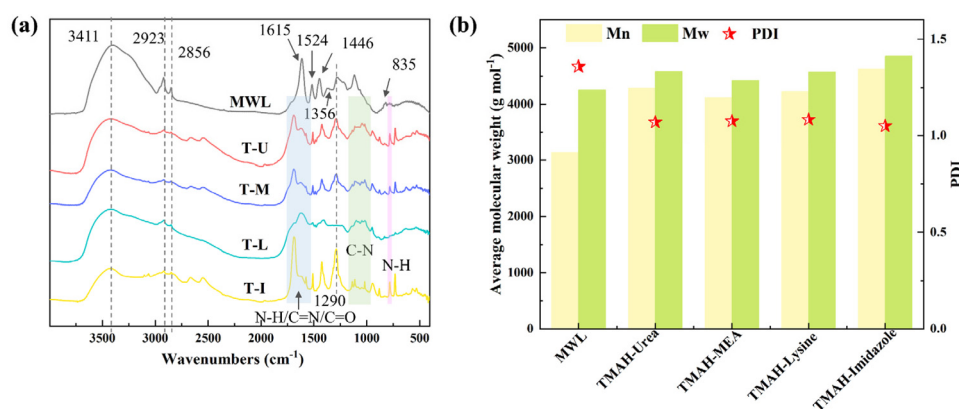 (a)
3411
2923
2856
1615
1524
1446
835
1356
MWL
T-U
T-M
T-L
T-I
C-N
N-H
1290
N-H/C=N/C=O
4000 3500 3000 2500 2000 1500 1000 500
Wavenumbers (cm-1)
(b)
Mn Mw PDI
5000
4000
3000
2000
1000
0
Average molecular weight (g mol-1)
1.5
1.0
0.5
0.0
PDI
MWL
TMAH-Urea
TMAH-MEA
TMAH-Lysine
TMAH-Imidazole